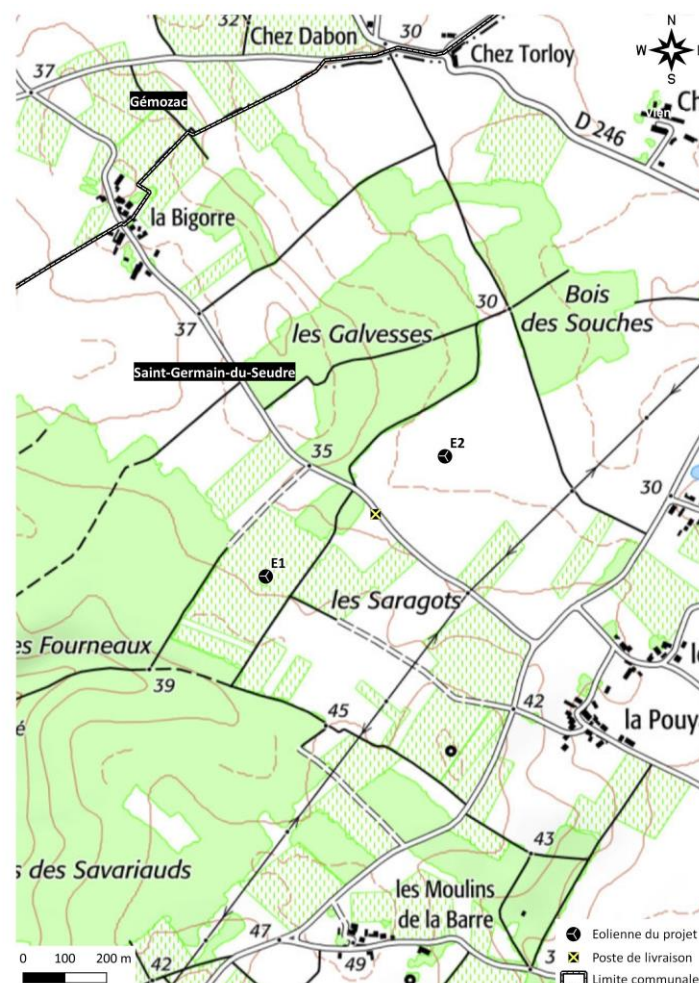 32
30
Chez Dabon
N
Chez Torloy
W
E
S
37
Gémozac
D 246
Vien
la Bigorre
37
30
Bois
des Souches
les Galvesses
Saint-Germain-du-Seudre
35
E2
30
E1
les Saragots
es Fourneaux
39
42
la Pouy
45
43
s des Savariauds
les Moulins
de la Barre
47
49
42
Eolienne du projet
Poste de livraison
Limite communale
0 100 200 m